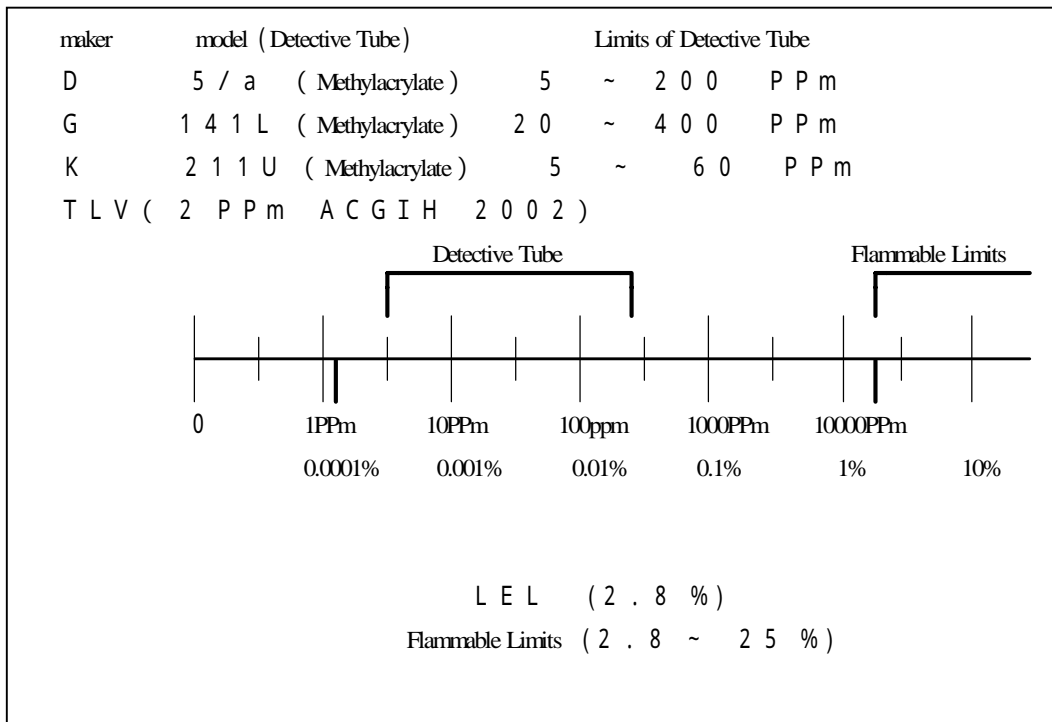 maker model (Detective Tube) Limits of Detective Tube
D 5/a (Methylacrylate) 5 ~ 200 PPm
G 141L (Methylacrylate) 20 ~ 400 PPm
K 211U (Methylacrylate) 5 ~ 60 PPm
TLV( 2 PPm ACGIH 2002)
Detective Tube Flammable Limits
0 1PPm 10PPm 100ppm 1000PPm 10000PPm
0.0001% 0.001% 0.01% 0.1% 1% 10%
LEL (2.8 %)
Flammable Limits (2.8 ~ 25 %)